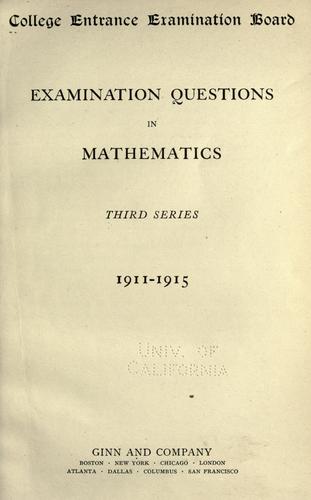 College Entrance Examination Board
EXAMINATION QUESTIONS
IN
MATHEMATICS
THIRD SERIES
1911-1915
UNIV. OF
CALIFORNIA
GINN AND COMPANY
BOSTON · NEW YORK · CHICAGO · LONDON
ATLANTA · DALLAS · COLUMBUS · SAN FRANCISCO